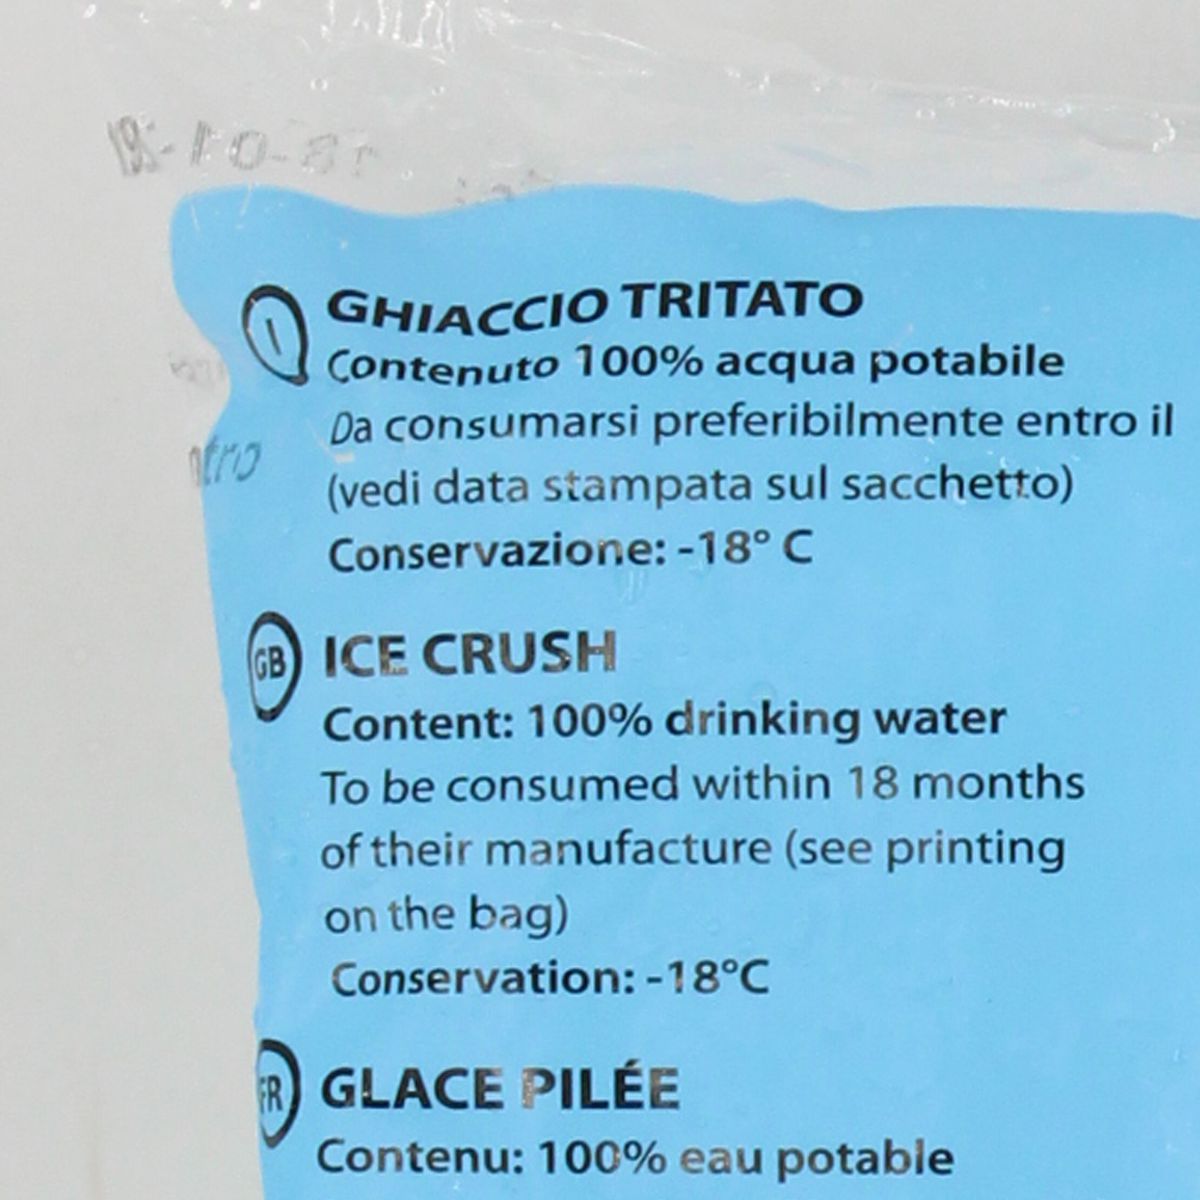 I
GHIACCIO TRITATO
Contenuto 100% acqua potabile
Da consumarsi preferibilmente entro il
(vedi data stampata sul sacchetto)
Conservazione: -18° C
GB
ICE CRUSH
Content: 100% drinking water
To be consumed within 18 months
of their manufacture (see printing
on the bag)
Conservation: -18°C
FR
GLACE PILÉE
Contenu: 100% eau potable